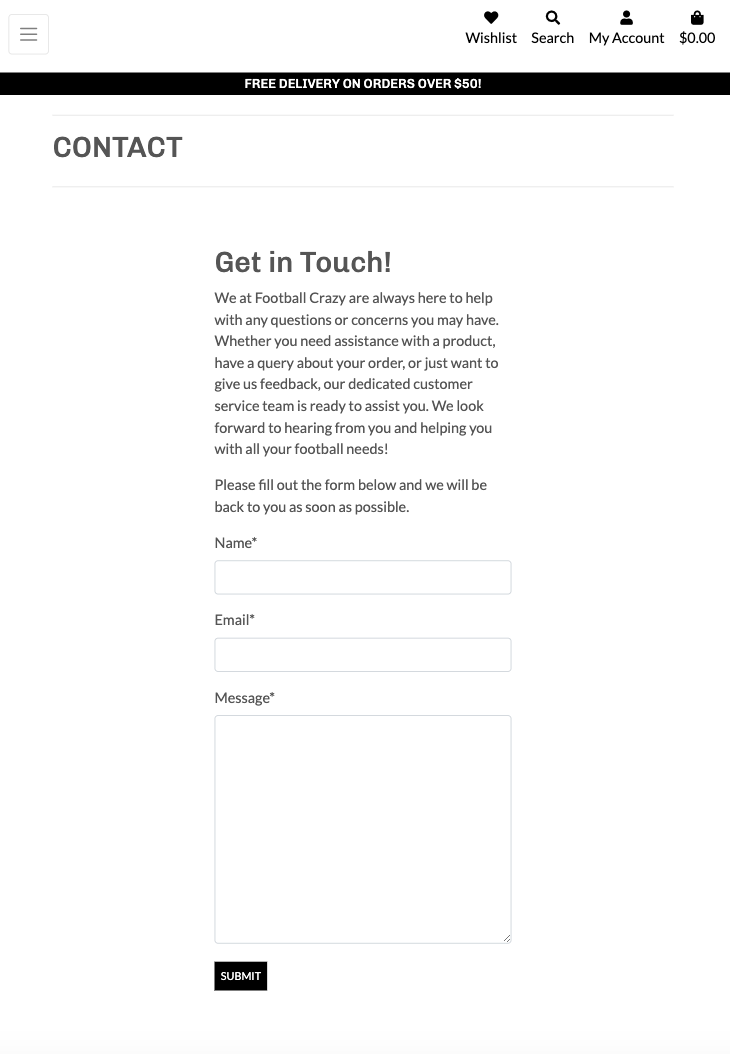 Wishlist Search My Account $0.00
FREE DELIVERY ON ORDERS OVER $50!
CONTACT
Get in Touch!
We at Football Crazy are always here to help
with any questions or concerns you may have.
Whether you need assistance with a product,
have a query about your order, or just want to
give us feedback, our dedicated customer
service team is ready to assist you. We look
forward to hearing from you and helping you
with all your football needs!
Please fill out the form below and we will be
back to you as soon as possible.
Name*
Email*
Message*
SUBMIT